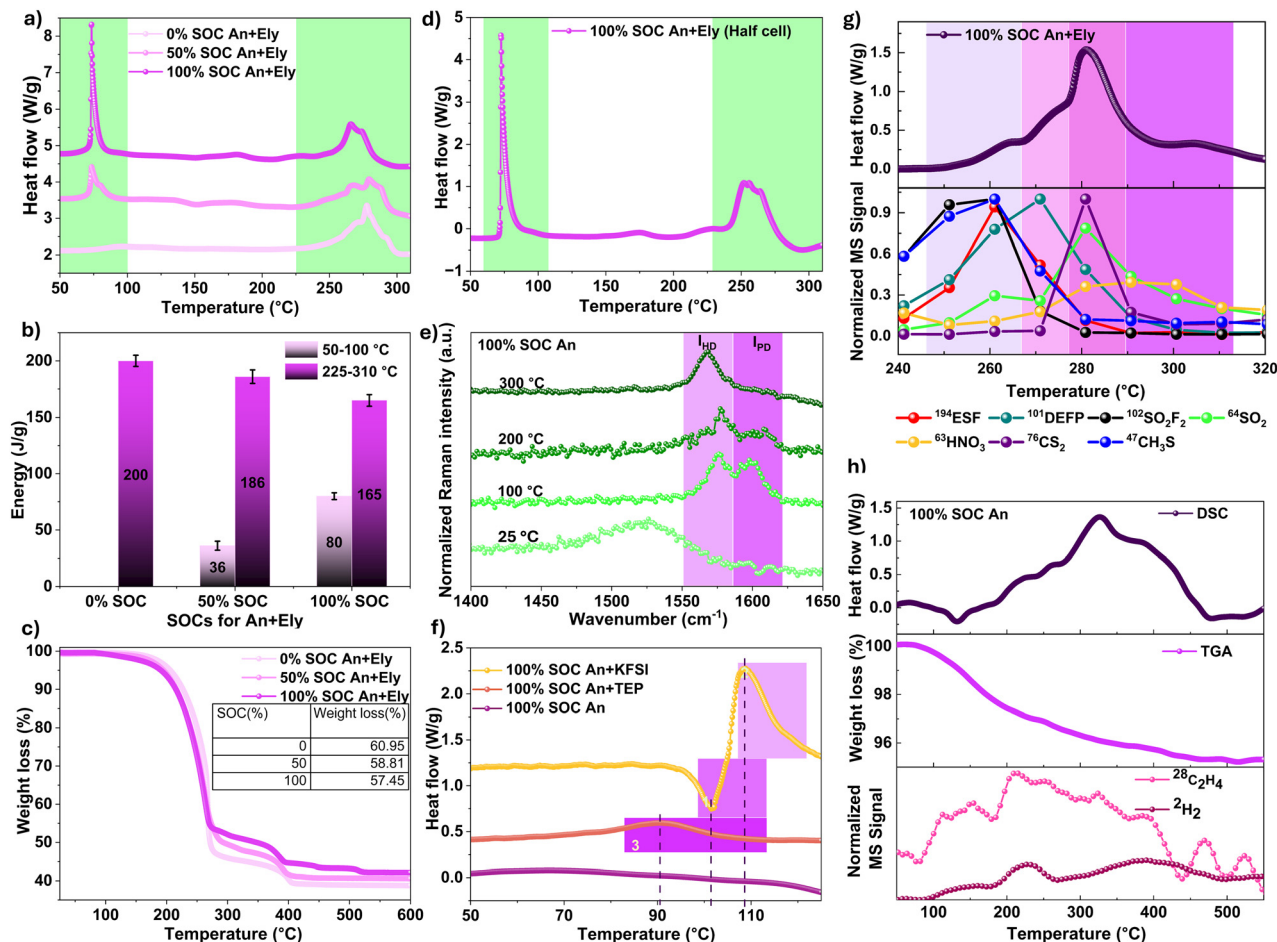 a)
0% SOC An+Ely
50% SOC An+Ely
100% SOC An+Ely
Heat flow (W/g)
8
7
6
5
4
3
2
50 100 150 200 250 300
Temperature (°C)
b)
50-100 °C
225-310 °C
Energy (J/g)
200
150
100
50
0
200
36
186
80
165
0% SOC 50% SOC 100% SOC
SOCs for An+Ely
c)
0% SOC An+Ely
50% SOC An+Ely
100% SOC An+Ely
SOC(%) Weight loss(%)
0 60.95
50 58.81
100 57.45
Weight loss (%)
100
90
80
70
60
50
40
100 200 300 400 500 600
Temperature (°C)
d)
100% SOC An+Ely (Half cell)
Heat flow (W/g)
5
4
3
2
1
0
−1
50 100 150 200 250 300
Temperature (°C)
e)
100% SOC An
I_HD
I_PD
300 °C
200 °C
100 °C
25 °C
Normalized Raman intensity (a.u.)
1400 1450 1500 1550 1600 1650
Wavenumber (cm⁻¹)
f)
100% SOC An+KFSI
100% SOC An+TEP
100% SOC An
3
Heat flow (W/g)
2.5
2.0
1.5
1.0
0.5
0.0
50 70 90 110
Temperature (°C)
g)
100% SOC An+Ely
Heat flow (W/g)
1.5
1.0
0.5
0.0
Normalized MS Signal
0.9
0.6
0.3
0.0
240 260 280 300 320
Temperature (°C)
¹⁹⁴ESF ¹⁰¹DEFP ¹⁰²SO₂F₂ ⁶⁴SO₂
⁶³HNO₃ ⁷⁶CS₂ ⁴⁷CH₃S
h)
100% SOC An
DSC
Heat flow (W/g)
1.5
1.0
0.5
0.0
TGA
Weight loss (%)
100
98
96
²⁸C₂H₄
²H₂
Normalized
MS Signal
100 200 300 400 500
Temperature (°C)